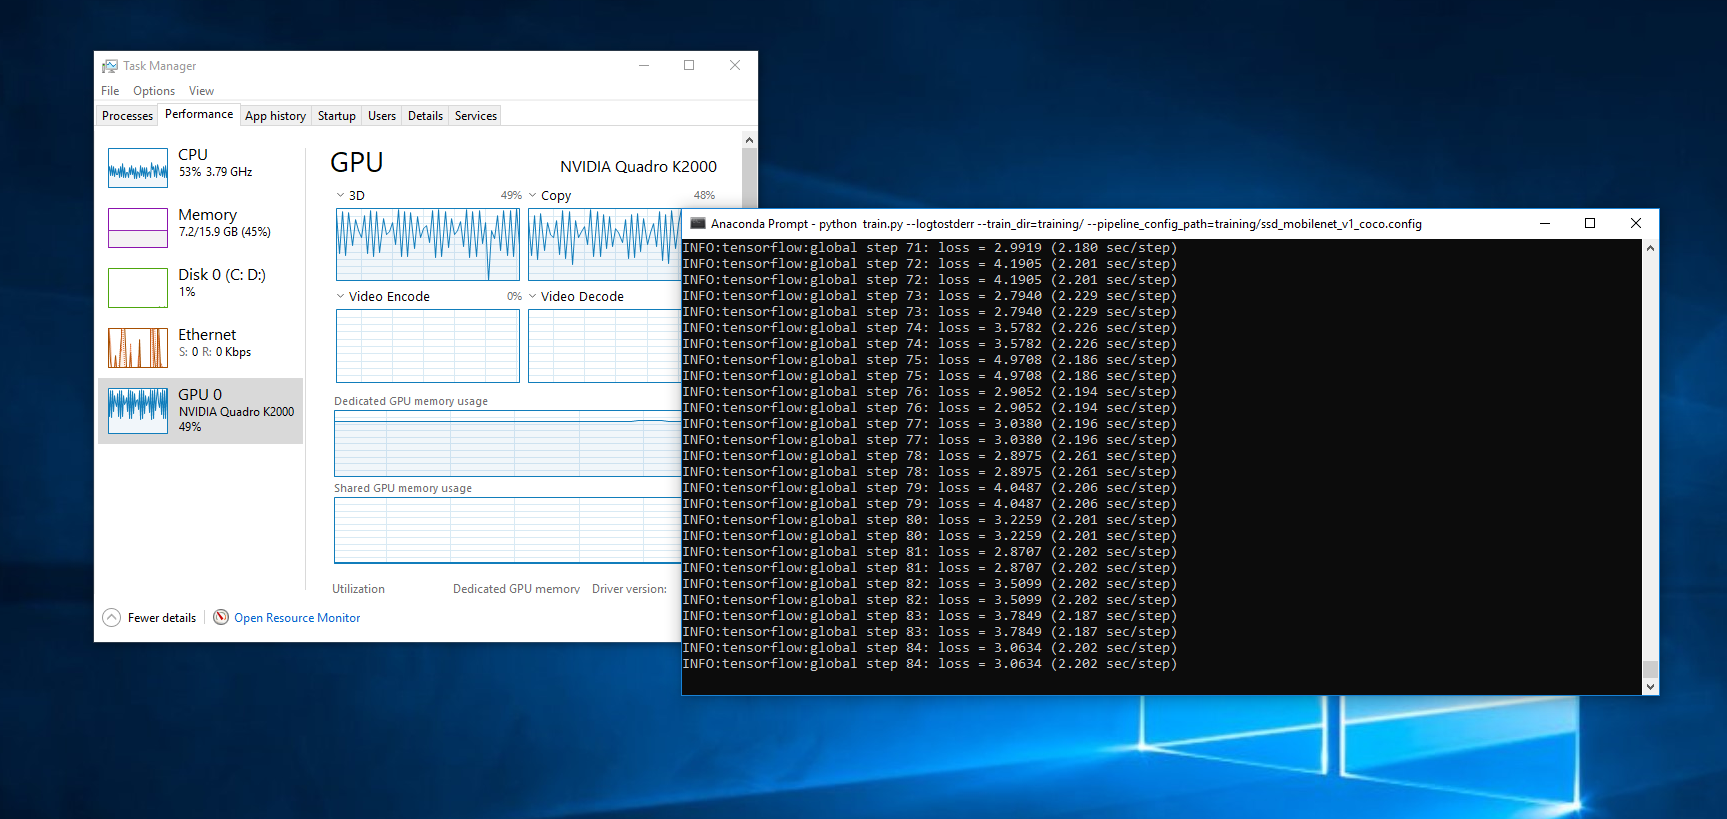 Task Manager
File Options View
Processes Performance App history Startup Users Details Services
CPU
53% 3.79 GHz
Memory
7.2/15.9 GB (45%)
Disk 0 (C: D:)
1%
Ethernet
S: 0 R: 0 Kbps
GPU 0
NVIDIA Quadro K2000
49%
GPU NVIDIA Quadro K2000
3D 49% Copy 48%
Video Encode 0% Video Decode
Dedicated GPU memory usage
Shared GPU memory usage
Utilization Dedicated GPU memory Driver version:
Fewer details Open Resource Monitor
Anaconda Prompt - python train.py --logtostderr --train_dir=training/ --pipeline_config_path=training/ssd_mobilenet_v1_coco.config
INFO:tensorflow:global step 71: loss = 2.9919 (2.180 sec/step)
INFO:tensorflow:global step 72: loss = 4.1905 (2.201 sec/step)
INFO:tensorflow:global step 72: loss = 4.1905 (2.201 sec/step)
INFO:tensorflow:global step 73: loss = 2.7940 (2.229 sec/step)
INFO:tensorflow:global step 73: loss = 2.7940 (2.229 sec/step)
INFO:tensorflow:global step 74: loss = 3.5782 (2.226 sec/step)
INFO:tensorflow:global step 74: loss = 3.5782 (2.226 sec/step)
INFO:tensorflow:global step 75: loss = 4.9708 (2.186 sec/step)
INFO:tensorflow:global step 75: loss = 4.9708 (2.186 sec/step)
INFO:tensorflow:global step 76: loss = 2.9052 (2.194 sec/step)
INFO:tensorflow:global step 76: loss = 2.9052 (2.194 sec/step)
INFO:tensorflow:global step 77: loss = 3.0380 (2.196 sec/step)
INFO:tensorflow:global step 77: loss = 3.0380 (2.196 sec/step)
INFO:tensorflow:global step 78: loss = 2.8975 (2.261 sec/step)
INFO:tensorflow:global step 78: loss = 2.8975 (2.261 sec/step)
INFO:tensorflow:global step 79: loss = 4.0487 (2.206 sec/step)
INFO:tensorflow:global step 79: loss = 4.0487 (2.206 sec/step)
INFO:tensorflow:global step 80: loss = 3.2259 (2.201 sec/step)
INFO:tensorflow:global step 80: loss = 3.2259 (2.201 sec/step)
INFO:tensorflow:global step 81: loss = 2.8707 (2.202 sec/step)
INFO:tensorflow:global step 81: loss = 2.8707 (2.202 sec/step)
INFO:tensorflow:global step 82: loss = 3.5099 (2.202 sec/step)
INFO:tensorflow:global step 82: loss = 3.5099 (2.202 sec/step)
INFO:tensorflow:global step 83: loss = 3.7849 (2.187 sec/step)
INFO:tensorflow:global step 83: loss = 3.7849 (2.187 sec/step)
INFO:tensorflow:global step 84: loss = 3.0634 (2.202 sec/step)
INFO:tensorflow:global step 84: loss = 3.0634 (2.202 sec/step)